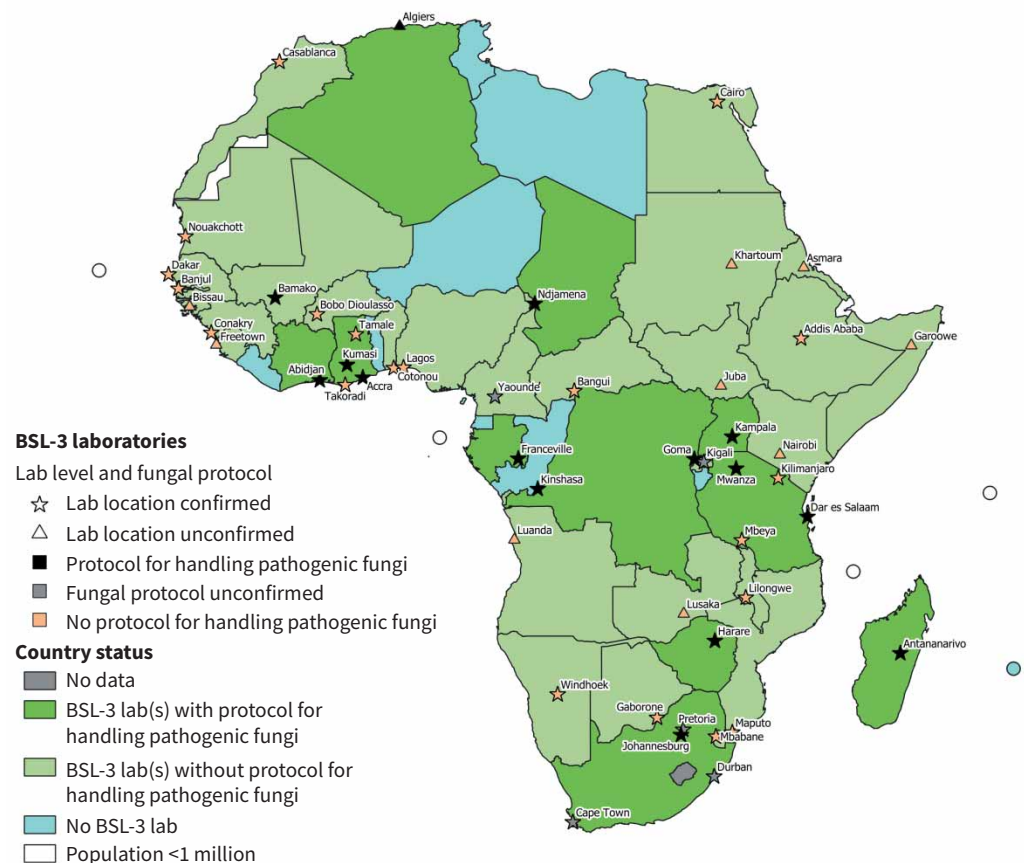 Algiers
Casablanca
Cairo
Nouakchott
Dakar
Banjul
Bissau
Bamako
Bobo Dioulasso
Conakry
Freetown
Tamale
Kumasi
Abidjan
Takoradi
Accra
Lagos
Cotonou
Ndjamena
Khartoum
Asmara
Addis Ababa
Garoowe
Yaounde
Bangui
Juba
Franceville
Kinshasa
Goma
Kigali
Kampala
Nairobi
Kilimanjaro
Mwanza
Dar es Salaam
Luanda
Mbeya
Lilongwe
Lusaka
Harare
Antananarivo
Windhoek
Gaborone
Pretoria
Johannesburg
Maputo
Mbabane
Durban
Cape Town
BSL-3 laboratories
Lab level and fungal protocol
Lab location confirmed
Lab location unconfirmed
Protocol for handling pathogenic fungi
Fungal protocol unconfirmed
No protocol for handling pathogenic fungi
Country status
No data
BSL-3 lab(s) with protocol for
handling pathogenic fungi
BSL-3 lab(s) without protocol for
handling pathogenic fungi
No BSL-3 lab
Population <1 million